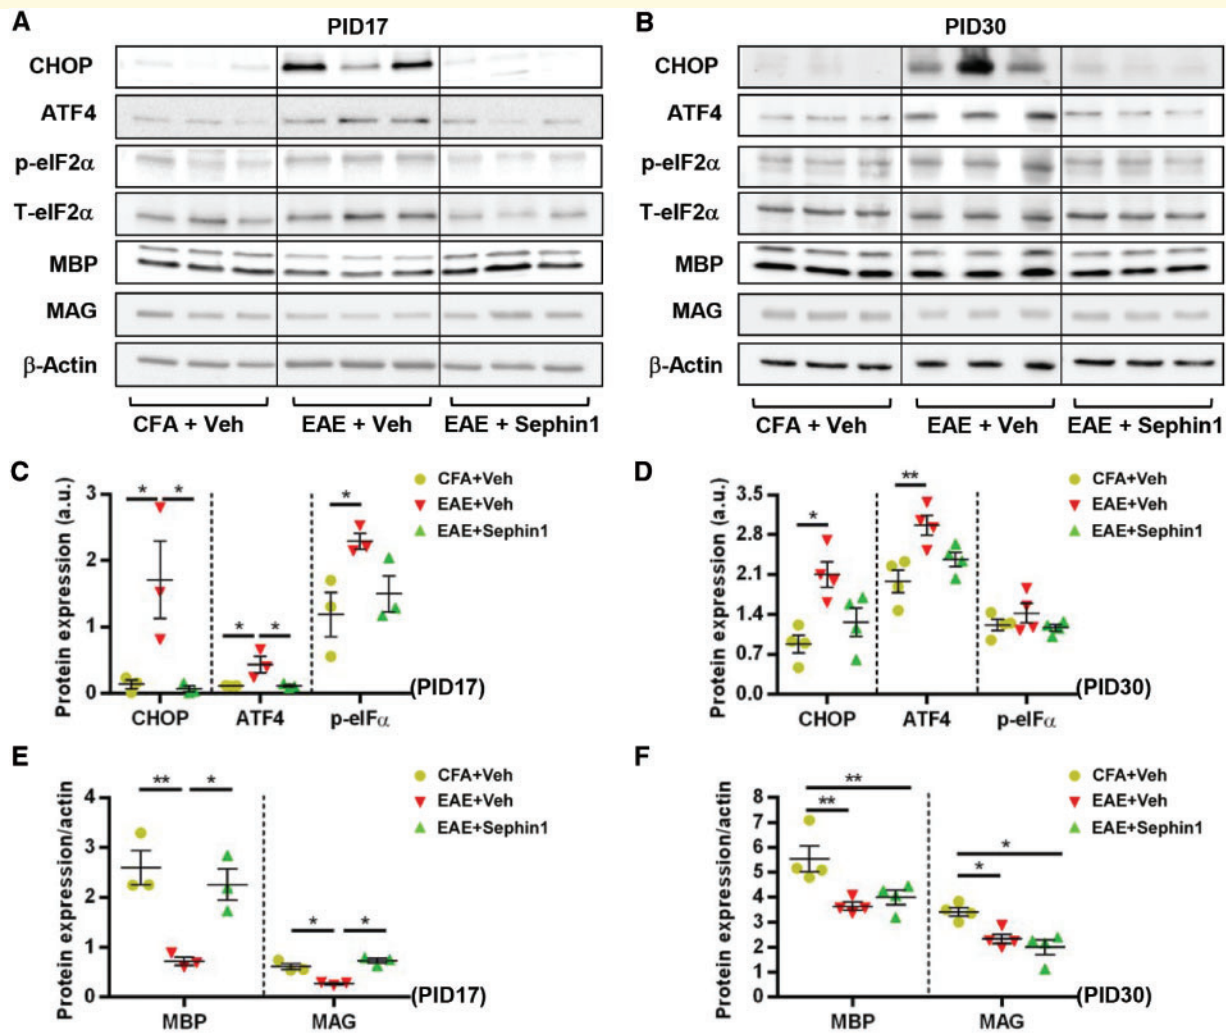 A
PID17
CHOP
ATF4
p-eIF2α
T-eIF2α
MBP
MAG
β-Actin
CFA + Veh
EAE + Veh
EAE + Sephin1
B
PID30
CHOP
ATF4
p-eIF2α
T-eIF2α
MBP
MAG
β-Actin
CFA + Veh
EAE + Veh
EAE + Sephin1
C
Protein expression (a.u.)
3
2
1
0
* *
* *
*
CFA+Veh
EAE+Veh
EAE+Sephin1
CHOP
ATF4
p-eIFα
(PID17)
D
Protein expression (a.u.)
3.5
2.8
2.1
1.4
0.7
0.0
*
**
CFA+Veh
EAE+Veh
EAE+Sephin1
CHOP
ATF4
p-eIFα
(PID30)
E
Protein expression/actin
4
3
2
1
0
** *
* *
CFA+Veh
EAE+Veh
EAE+Sephin1
MBP
MAG
(PID17)
F
Protein expression/actin
8
7
6
5
4
3
2
1
0
**
**
*
*
CFA+Veh
EAE+Veh
EAE+Sephin1
MBP
MAG
(PID30)